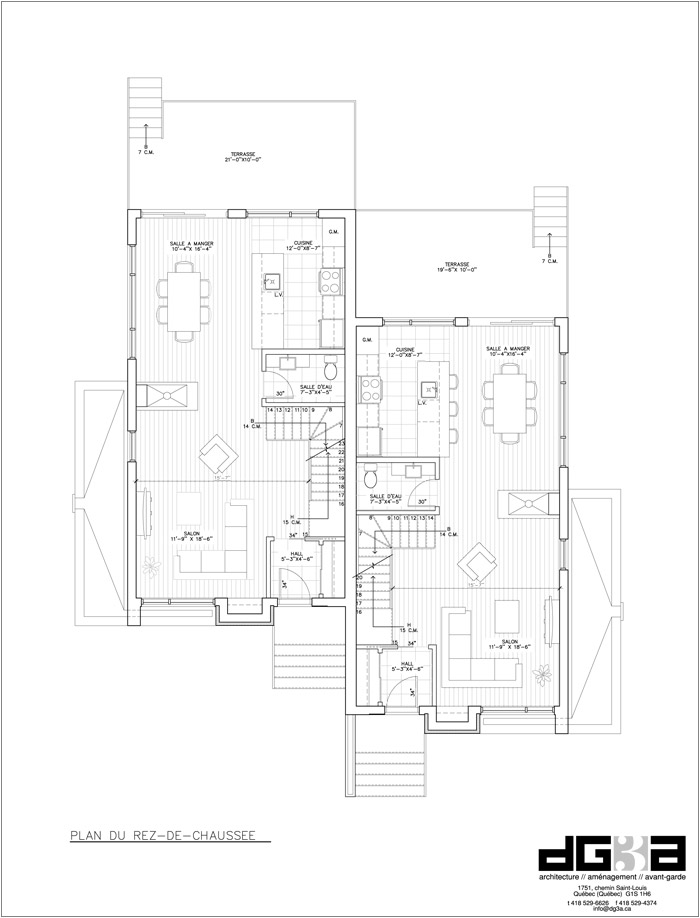 TERRASSE
21'-0"X10'-0"
B
7 C.M.
SALLE A MANGER
10'-4"X 16'-4"
CUISINE
12'-0"X8'-7"
G.M.
L.V.
TERRASSE
19'-6"X 10'-0"
B
7 C.M.
SALLE D'EAU
7'-3"X4'-5"
30"
14 13 12 11 10 9 8
B
14 C.M.
7
23
22
21
20
19
18
17
16
15'-7"
H
15 C.M.
15
34"
SALON
11'-9" X 18'-6"
HALL
5'-3"X4'-6"
34"
G.M.
CUISINE
12'-0"X8'-7"
SALLE A MANGER
10'-4"X16'-4"
L.V.
SALLE D'EAU
7'-3"X4'-5"
30"
8 9 10 11 12 13 14
B
14 C.M.
7
20
19
18
17
16
15'-7"
H
15 C.M.
15
34"
SALON
11'-9" X 18'-6"
HALL
5'-3"X4'-6"
34"
PLAN DU REZ-DE-CHAUSSEE
dG3a
architecture // aménagement // avant-garde
1751, chemin Saint-Louis
Québec (Québec) G1S 1H6
t 418 529-6626 f 418 529-4374
info@dg3a.ca